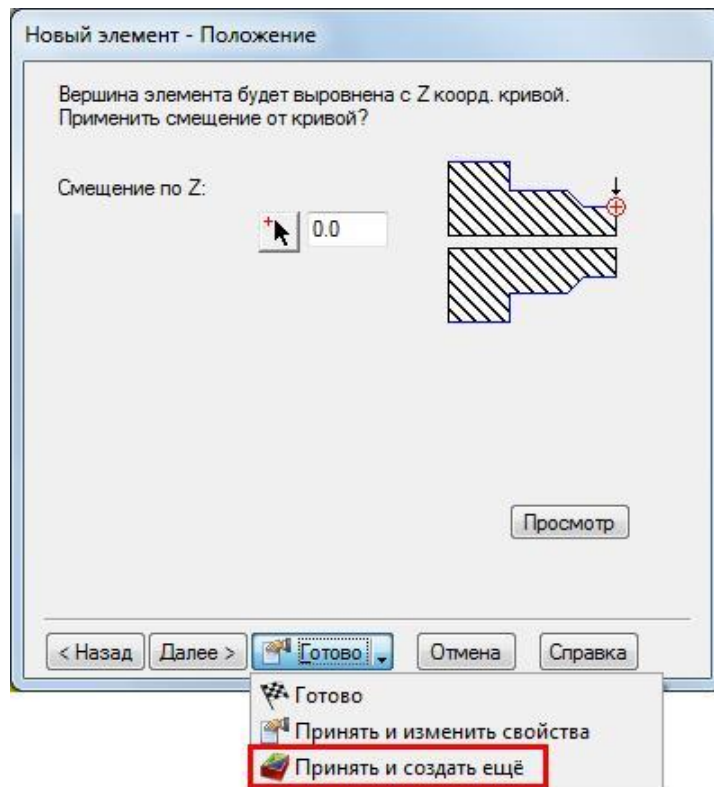 Новый элемент - Положение
Вершина элемента будет выровнена с Z коорд. кривой.
Применить смещение от кривой?
Смещение по Z:
0.0
Просмотр
< Назад Далее > Готово Отмена Справка
Готово
Принять и изменить свойства
Принять и создать ещё